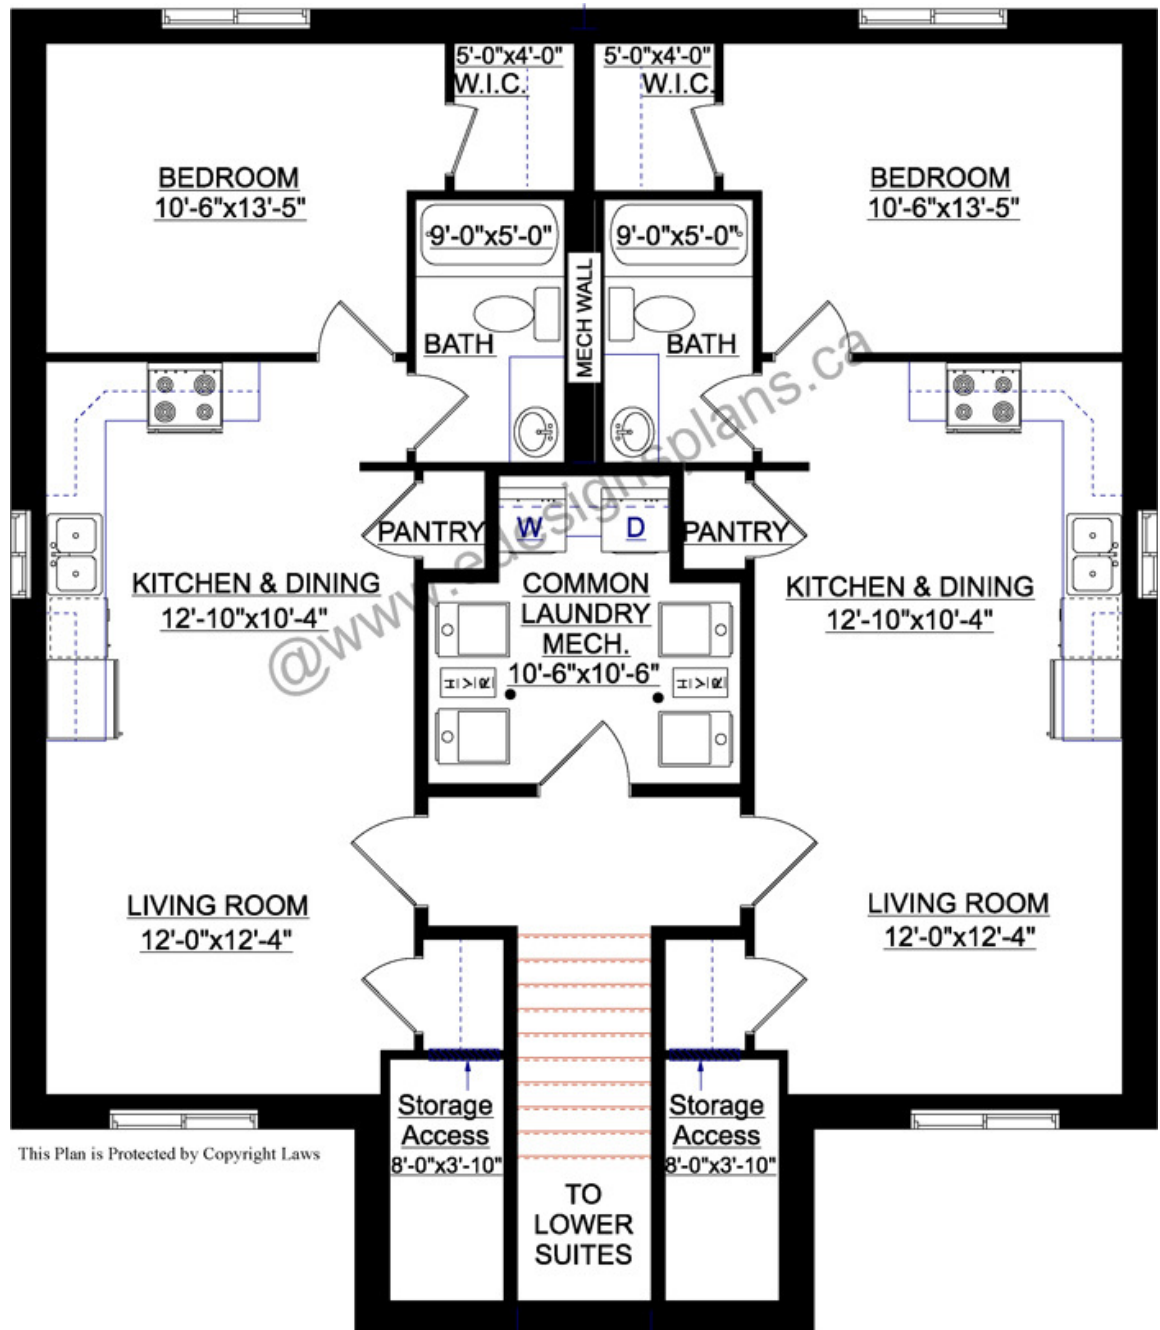 5'-0"x4'-0"
W.I.C.
5'-0"x4'-0"
W.I.C.
BEDROOM
10'-6"x13'-5"
BEDROOM
10'-6"x13'-5"
9'-0"x5'-0"
9'-0"x5'-0"
MECH WALL
BATH
BATH
@www.edesignsplans.ca
PANTRY
W
D
PANTRY
KITCHEN & DINING
12'-10"x10'-4"
COMMON
LAUNDRY
MECH.
10'-6"x10'-6"
KITCHEN & DINING
12'-10"x10'-4"
LIVING ROOM
12'-0"x12'-4"
LIVING ROOM
12'-0"x12'-4"
Storage
Access
8'-0"x3'-10"
Storage
Access
8'-0"x3'-10"
This Plan is Protected by Copyright Laws
TO
LOWER
SUITES